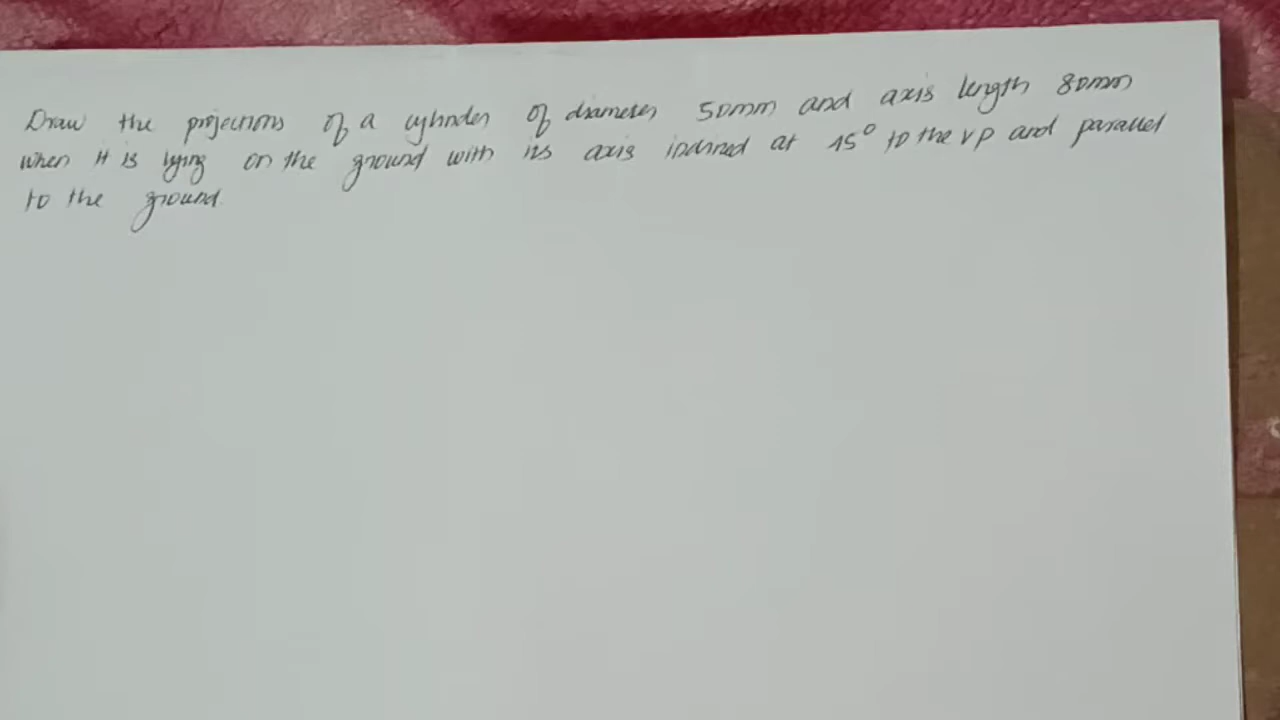 Draw the projections of a cylinder of diameter 50mm and axis length 80mm
when it is lying on the ground with its axis inclined at 45° to the VP and parallel
to the ground.